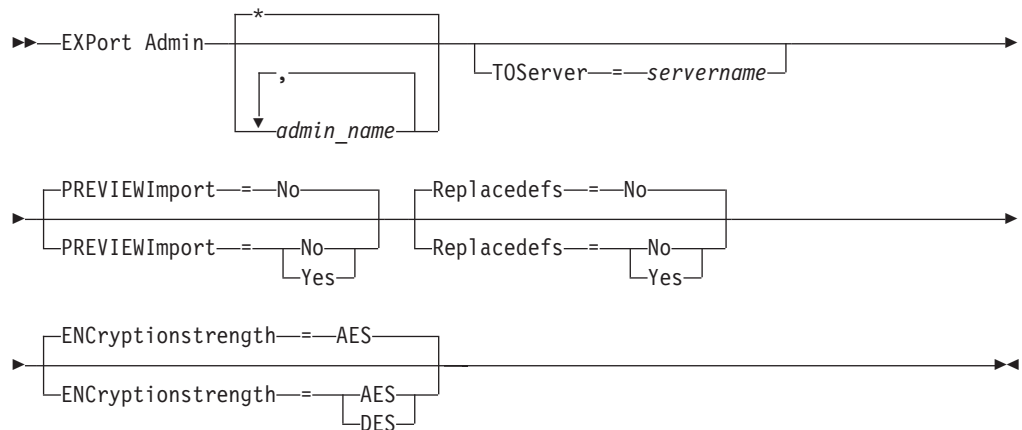 *
EXPort Admin
TOServer = servername
,
admin_name
PREVIEWImport = No
Replacedefs = No
PREVIEWImport = No
Yes
Replacedefs = No
Yes
ENCryptionstrength = AES
ENCryptionstrength = AES
DES